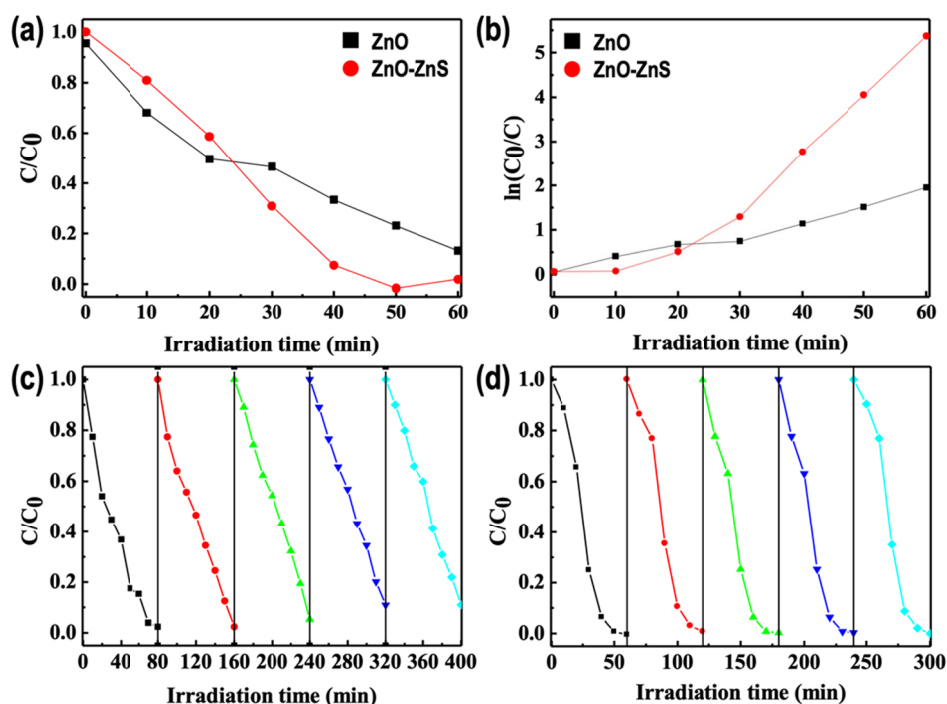 (a)
ZnO
ZnO-ZnS
C/C0
1.0
0.8
0.6
0.4
0.2
0.0
0 10 20 30 40 50 60
Irradiation time (min)
(b)
ZnO
ZnO-ZnS
ln(C0/C)
5
4
3
2
1
0
0 10 20 30 40 50 60
Irradiation time (min)
(c)
C/C0
1.0
0.8
0.6
0.4
0.2
0.0
0 40 80 120 160 200 240 280 320 360 400
Irradiation time (min)
(d)
C/C0
1.0
0.8
0.6
0.4
0.2
0.0
0 50 100 150 200 250 300
Irradiation time (min)